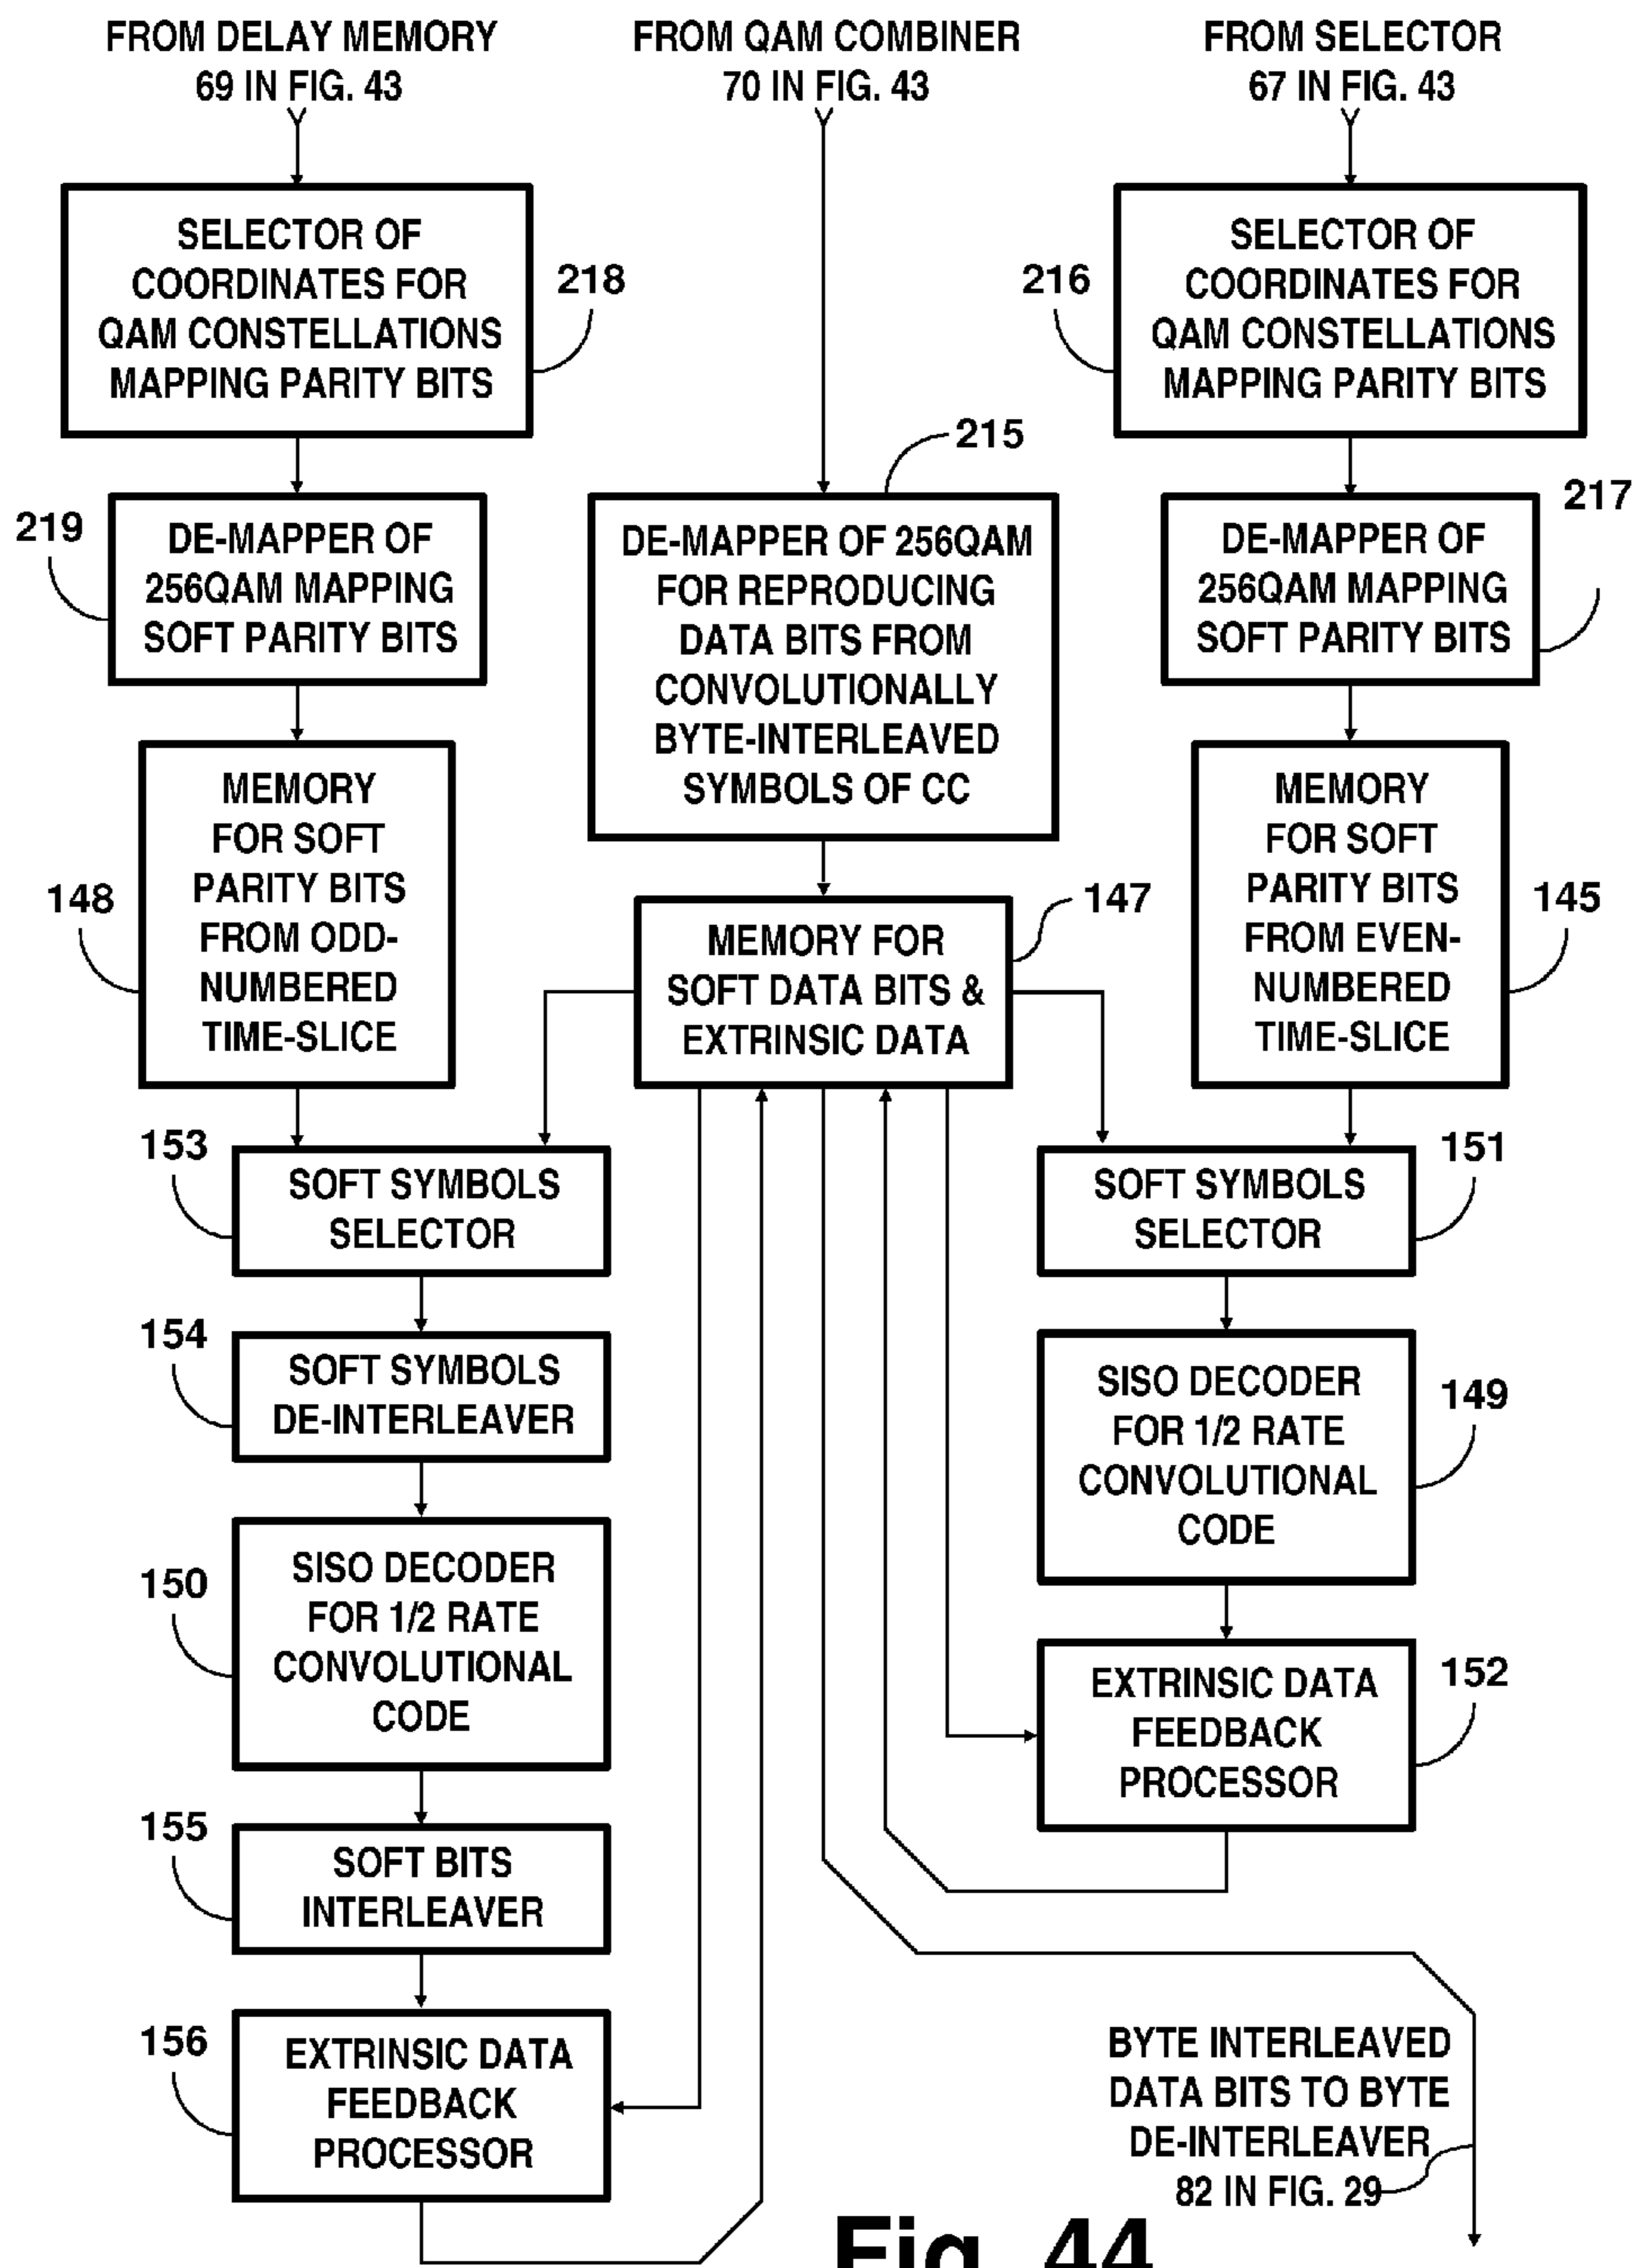 FROM DELAY MEMORY
69 IN FIG. 43
FROM QAM COMBINER
70 IN FIG. 43
FROM SELECTOR
67 IN FIG. 43
SELECTOR OF
COORDINATES FOR
QAM CONSTELLATIONS
MAPPING PARITY BITS
218
216
SELECTOR OF
COORDINATES FOR
QAM CONSTELLATIONS
MAPPING PARITY BITS
219
DE-MAPPER OF
256QAM MAPPING
SOFT PARITY BITS
215
DE-MAPPER OF 256QAM
FOR REPRODUCING
DATA BITS FROM
CONVOLUTIONALLY
BYTE-INTERLEAVED
SYMBOLS OF CC
217
DE-MAPPER OF
256QAM MAPPING
SOFT PARITY BITS
148
MEMORY
FOR SOFT
PARITY BITS
FROM ODD-
NUMBERED
TIME-SLICE
147
MEMORY FOR
SOFT DATA BITS &
EXTRINSIC DATA
145
MEMORY
FOR SOFT
PARITY BITS
FROM EVEN-
NUMBERED
TIME-SLICE
153
SOFT SYMBOLS
SELECTOR
151
SOFT SYMBOLS
SELECTOR
154
SOFT SYMBOLS
DE-INTERLEAVER
149
SISO DECODER
FOR 1/2 RATE
CONVOLUTIONAL
CODE
150
SISO DECODER
FOR 1/2 RATE
CONVOLUTIONAL
CODE
152
EXTRINSIC DATA
FEEDBACK
PROCESSOR
155
SOFT BITS
INTERLEAVER
156
EXTRINSIC DATA
FEEDBACK
PROCESSOR
BYTE INTERLEAVED
DATA BITS TO BYTE
DE-INTERLEAVER
82 IN FIG. 29
Fig. 44